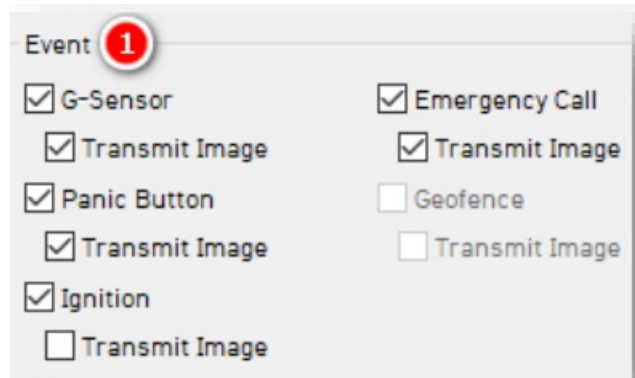 Event 1
G-Sensor
Transmit Image
Panic Button
Transmit Image
Ignition
Transmit Image
Emergency Call
Transmit Image
Geofence
Transmit Image